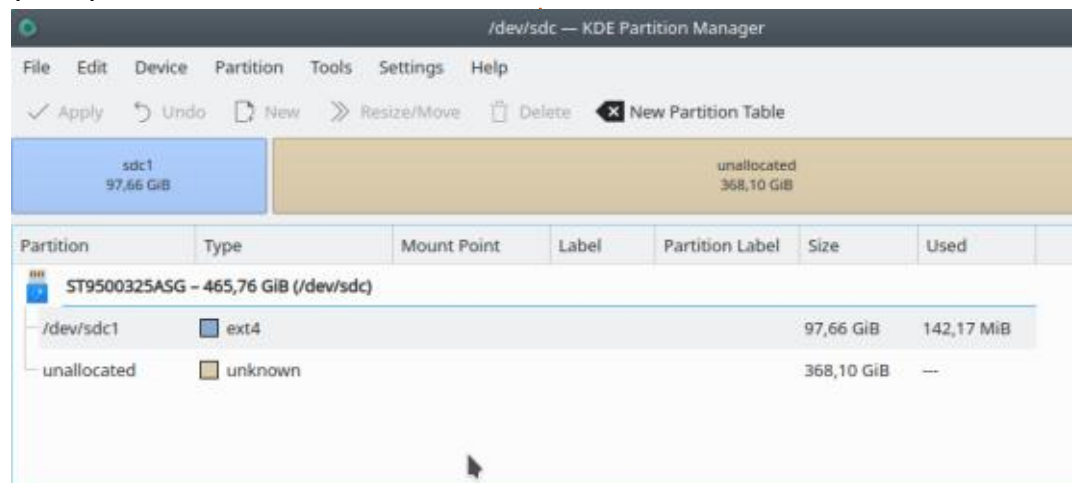 /dev/sdc — KDE Partition Manager
File Edit Device Partition Tools Settings Help
Apply Undo New Resize/Move Delete New Partition Table
sdc1 unallocated
97,66 GiB 368,10 GiB
Partition Type Mount Point Label Partition Label Size Used
ST9500325ASG – 465,76 GiB (/dev/sdc)
/dev/sdc1 ext4 97,66 GiB 142,17 MiB
unallocated unknown 368,10 GiB ---